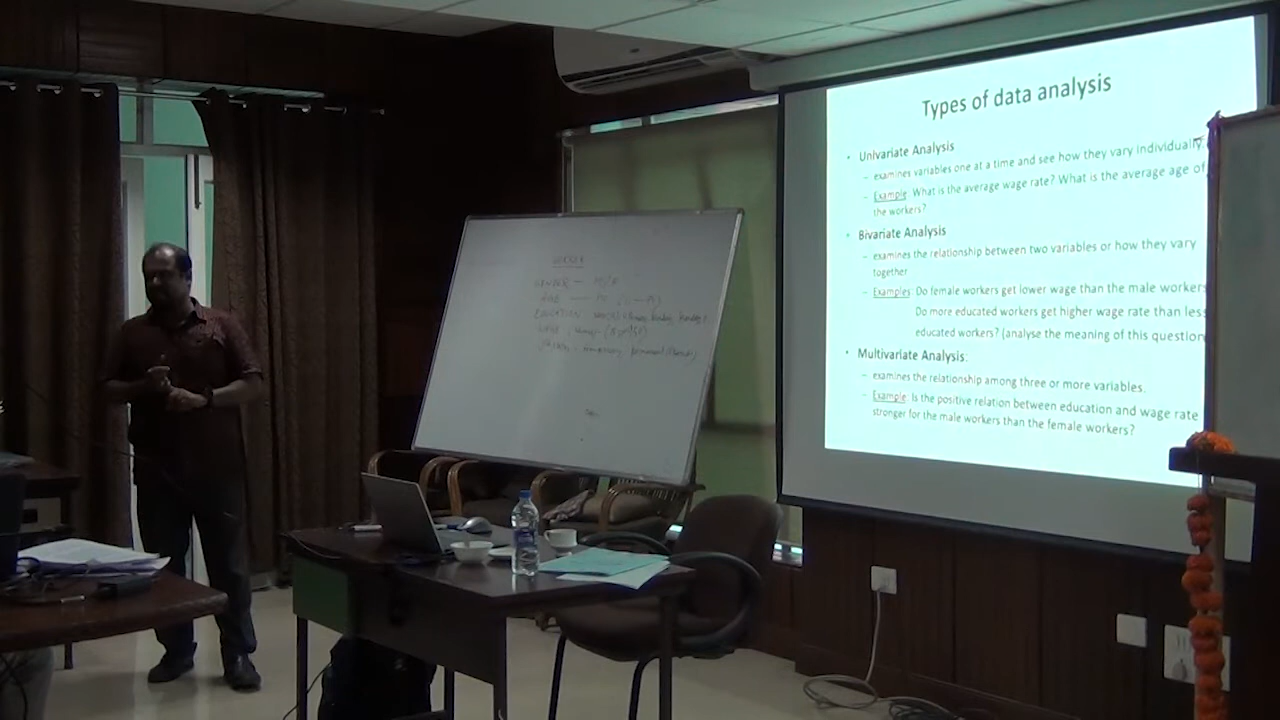 Types of data analysis
• Univariate Analysis
– examines variables one at a time and see how they vary individually.
– Example: What is the average wage rate? What is the average age of
the workers?
• Bivariate Analysis
– examines the relationship between two variables or how they vary
together
– Examples: Do female workers get lower wage than the male workers
Do more educated workers get higher wage rate than less
educated workers? (analyse the meaning of this question
• Multivariate Analysis:
– examines the relationship among three or more variables.
– Example: Is the positive relation between education and wage rate
stronger for the male workers than the female workers?
WORKER
GENDER — M/F
AGE
EDUCATION